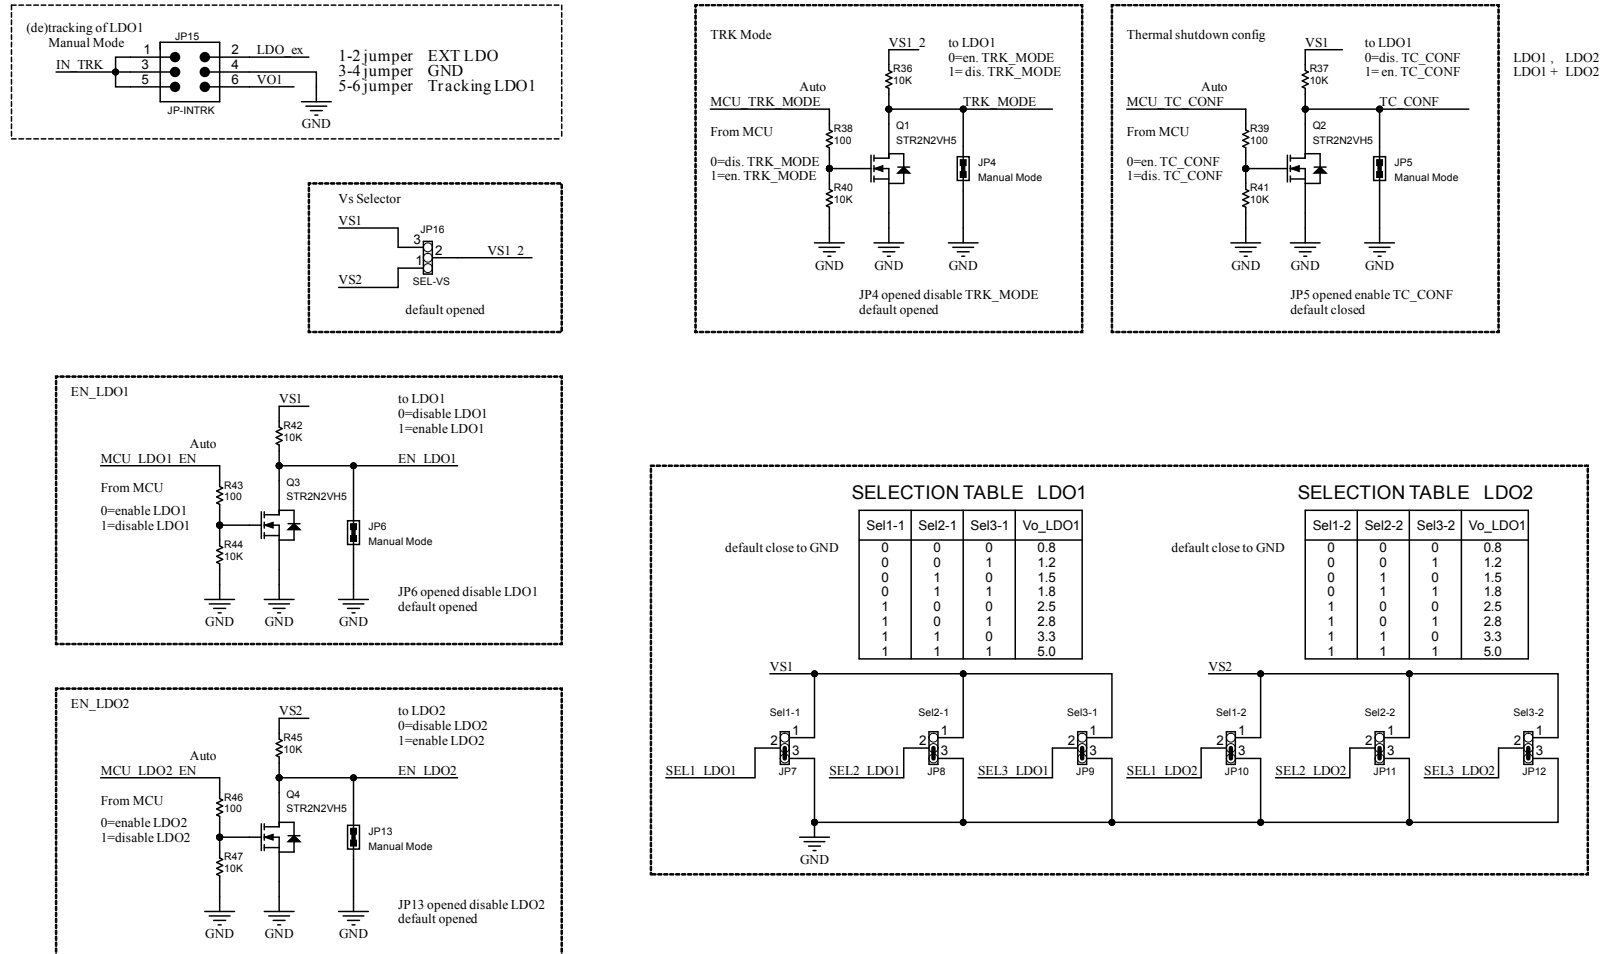 (de)tracking of LDO1
Manual Mode
JP15
IN_TRK
1
3
5
2
4
6
LDO_ex
VO1
JP-INTRK
GND
1-2 jumper EXT LDO
3-4 jumper GND
5-6 jumper Tracking LDO1
Vs Selector
VS1
JP16
3
2
1
VS1_2
VS2
SEL-VS
default opened
TRK Mode
VS1_2
to LDO1
0=en. TRK_MODE
1= dis. TRK_MODE
R36
10K
Auto
MCU_TRK_MODE
TRK_MODE
From MCU
R38
100
Q1
STR2N2VH5
0=dis. TRK_MODE
1=en. TRK_MODE
JP4
Manual Mode
R40
10K
GND
GND
GND
JP4 opened disable TRK_MODE
default opened
Thermal shutdown config
VS1
to LDO1
0=dis. TC_CONF
1= en. TC_CONF
LDO1 , LDO2
LDO1 + LDO2
R37
10K
Auto
MCU_TC_CONF
TC_CONF
From MCU
R39
100
Q2
STR2N2VH5
0=en. TC_CONF
1=dis. TC_CONF
JP5
Manual Mode
R41
10K
GND
GND
GND
JP5 opened enable TC_CONF
default closed
EN_LDO1
VS1
to LDO1
0=disable LDO1
1=enable LDO1
R42
10K
Auto
MCU_LDO1_EN
EN_LDO1
From MCU
R43
100
Q3
STR2N2VH5
0=enable LDO1
1=disable LDO1
JP6
Manual Mode
R44
10K
JP6 opened disable LDO1
default opened
GND
GND
GND
EN_LDO2
VS2
to LDO2
0=disable LDO2
1=enable LDO2
R45
10K
Auto
MCU_LDO2_EN
EN_LDO2
From MCU
R46
100
Q4
STR2N2VH5
0=enable LDO2
1=disable LDO2
JP13
Manual Mode
R47
10K
JP13 opened disable LDO2
default opened
GND
GND
GND
SELECTION TABLE LDO1
default close to GND
Sel1-1 Sel2-1 Sel3-1 Vo_LDO1
0 0 0 0.8
0 0 1 1.2
0 1 0 1.5
0 1 1 1.8
1 0 0 2.5
1 0 1 2.8
1 1 0 3.3
1 1 1 5.0
SELECTION TABLE LDO2
default close to GND
Sel1-2 Sel2-2 Sel3-2 Vo_LDO1
0 0 0 0.8
0 0 1 1.2
0 1 0 1.5
0 1 1 1.8
1 0 0 2.5
1 0 1 2.8
1 1 0 3.3
1 1 1 5.0
VS1
VS2
Sel1-1
1
2
3
SEL1_LDO1
JP7
Sel2-1
1
2
3
SEL2_LDO1
JP8
Sel3-1
1
2
3
SEL3_LDO1
JP9
Sel1-2
1
2
3
SEL1_LDO2
JP10
Sel2-2
1
2
3
SEL2_LDO2
JP11
Sel3-2
1
2
3
SEL3_LDO2
JP12
GND